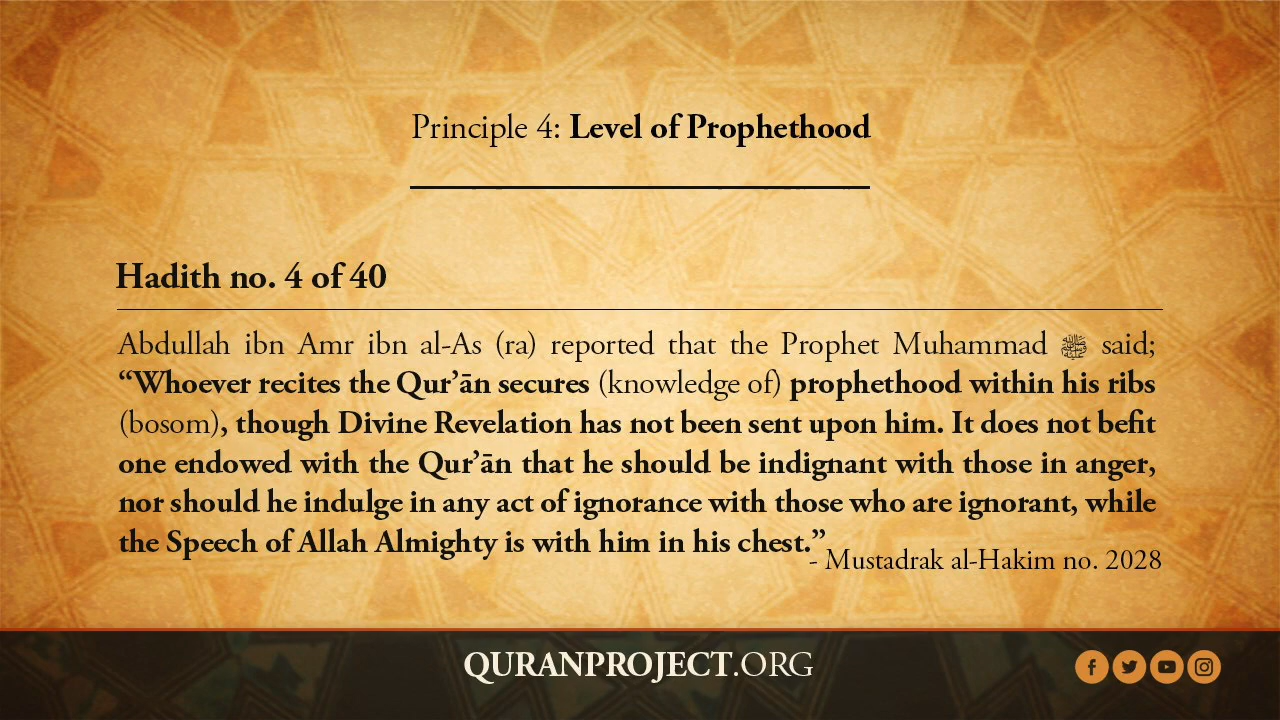 Principle 4: Level of Prophethood
Hadith no. 4 of 40
Abdullah ibn Amr ibn al-As (ra) reported that the Prophet Muhammad ﷺ said;
“Whoever recites the Qur’ān secures (knowledge of) prophethood within his ribs
(bosom), though Divine Revelation has not been sent upon him. It does not befit
one endowed with the Qur’ān that he should be indignant with those in anger,
nor should he indulge in any act of ignorance with those who are ignorant, while
the Speech of Allah Almighty is with him in his chest.”
- Mustadrak al-Hakim no. 2028
QURANPROJECT.ORG